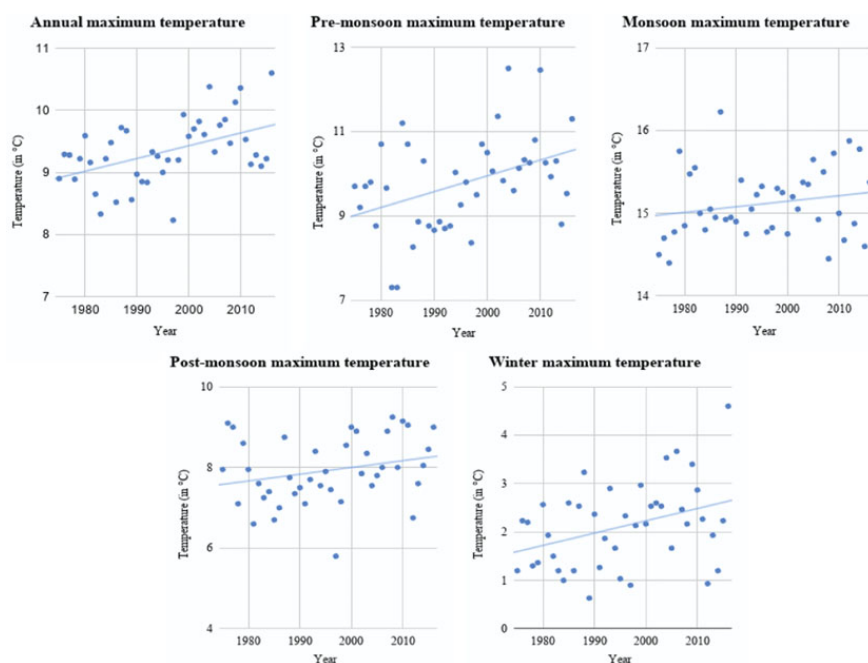 Annual maximum temperature
Pre-monsoon maximum temperature
Monsoon maximum temperature
11
10
9
8
7
Temperature (in °C)
1980 1990 2000 2010
Year
13
11
9
7
Temperature (in °C)
1980 1990 2000 2010
Year
17
16
15
14
Temperature (in °C)
1980 1990 2000 2010
Year
Post-monsoon maximum temperature
Winter maximum temperature
10
8
6
4
Temperature (in °C)
1980 1990 2000 2010
Year
5
4
3
2
1
0
Temperature (in °C)
1980 1990 2000 2010
Year